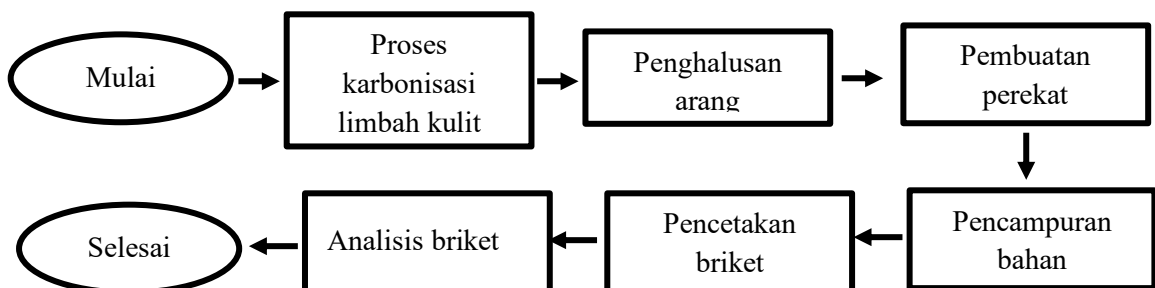 Mulai
Proses
karbonisasi
limbah kulit
Penghalusan
arang
Pembuatan
perekat
Pencampuran
bahan
Pencetakan
briket
Analisis briket
Selesai